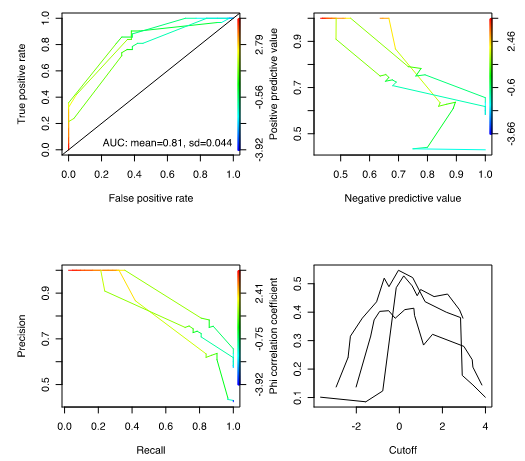 1.0
0.8
0.6
0.4
0.2
0.0
True positive rate
AUC: mean=0.81, sd=0.044
0.0 0.2 0.4 0.6 0.8 1.0
False positive rate
-3.92 -0.56 2.79
0.9
0.7
0.5
Positive predictive value
0.5 0.6 0.7 0.8 0.9 1.0
Negative predictive value
-3.66 -0.6 2.46
0.9
0.7
0.5
Precision
0.0 0.2 0.4 0.6 0.8 1.0
Recall
-3.92 -0.75 2.41
0.5
0.4
0.3
0.2
0.1
Phi correlation coefficient
-2 0 2 4
Cutoff